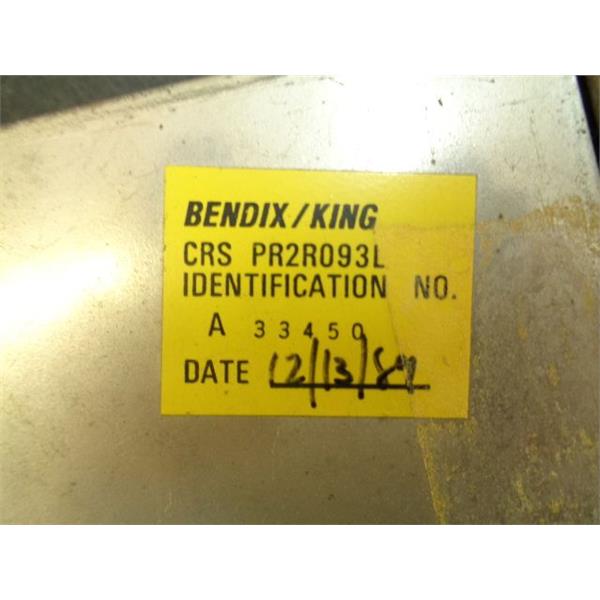 BENDIX/KING
CRS PR2R093L
IDENTIFICATION NO.
A 33450
DATE 12/13/89